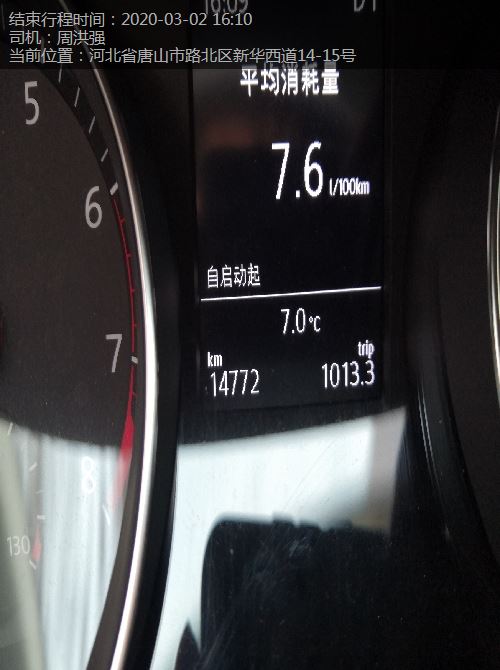 结束行程时间：2020-03-02 16:10
司机：周洪强
当前位置：河北省唐山市路北区新华西道14-15号
16:09
D1
平均消耗量
7.6 l/100km
自启动起
7.0°C
km
trip
14772
1013.3
5
6
7
8
130